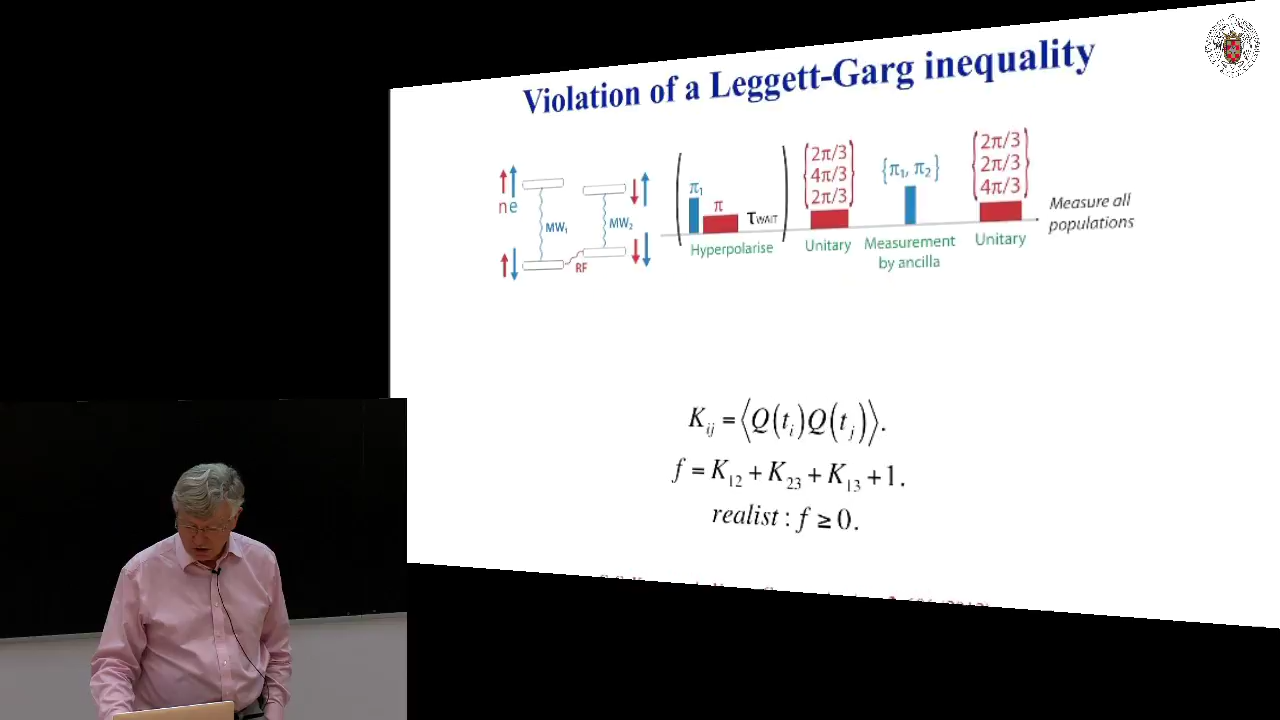 Violation of a Leggett-Garg inequality
n e
MW₁
MW₂
RF
π₁
π
τ WAIT
Hyperpolarise
2π/3
4π/3
2π/3
Unitary
{π₁, π₂}
Measurement
by ancilla
2π/3
2π/3
4π/3
Unitary
Measure all
populations
K_ij = ⟨Q(t_i)Q(t_j)⟩.
f = K₁₂ + K₂₃ + K₁₃ + 1.
realist : f ≥ 0.